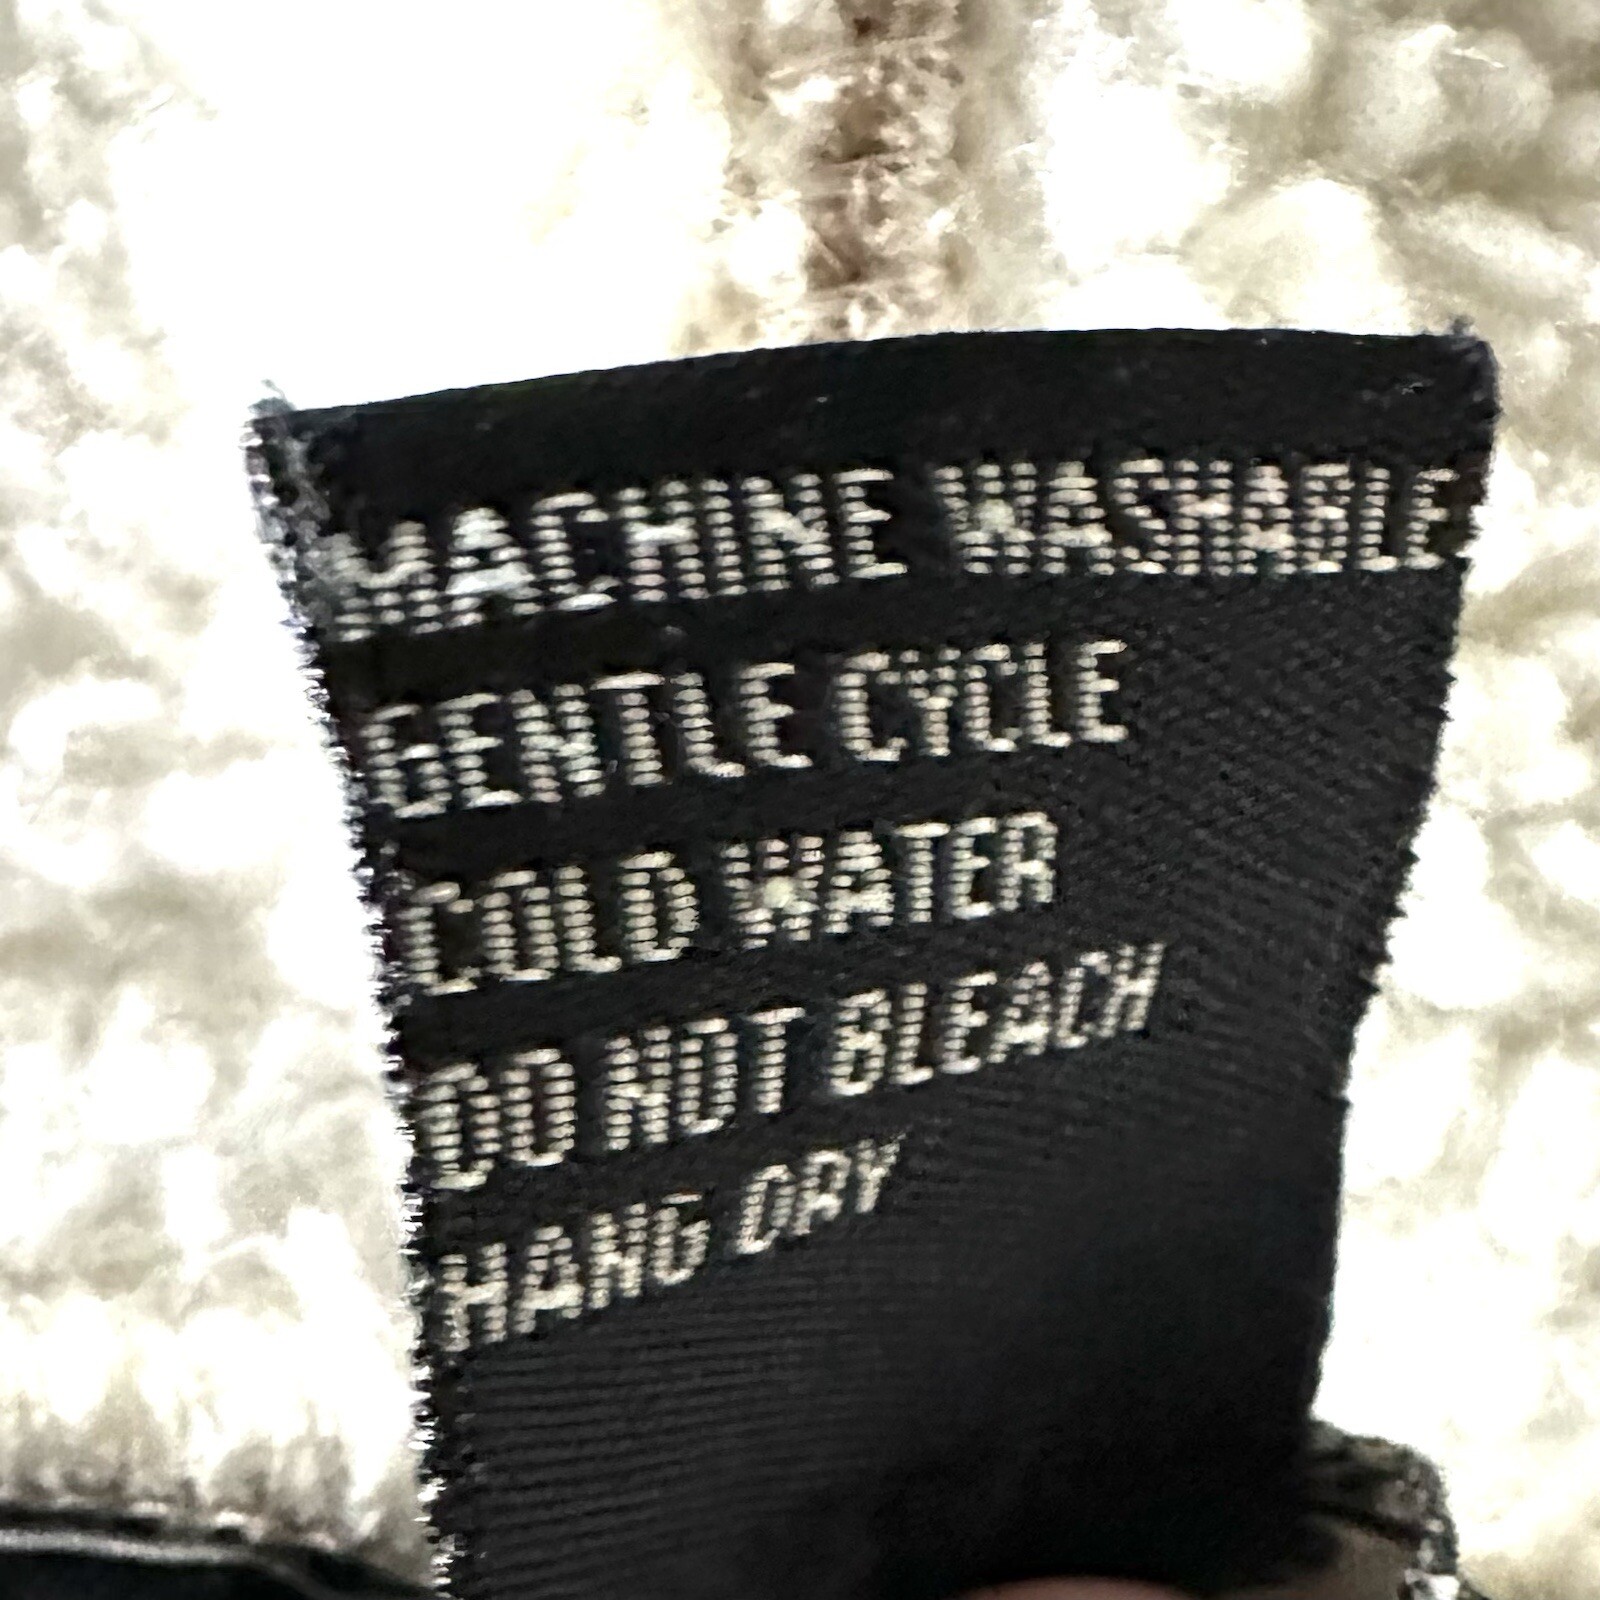 MACHINE WASHABLE
GENTLE CYCLE
COLD WATER
DO NOT BLEACH
HANG DRY